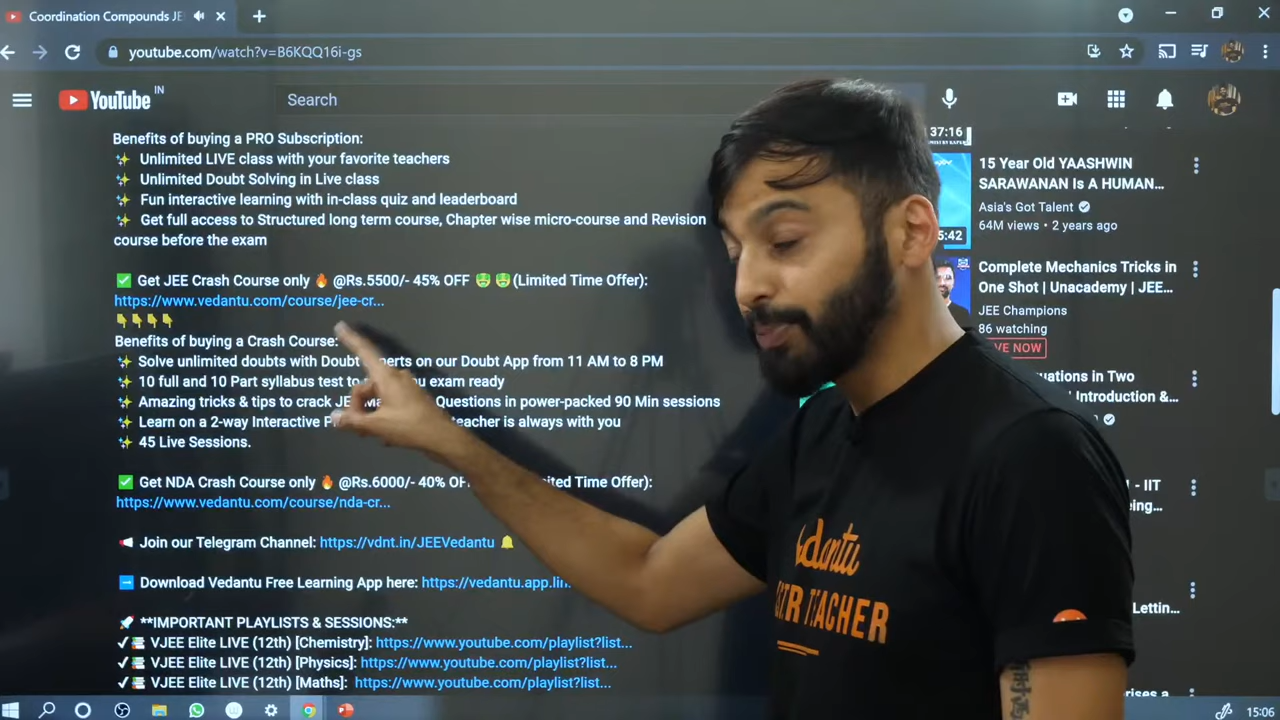 Coordination Compounds JE
youtube.com/watch?v=B6KQQ16i-gs
YouTube IN
Search
Benefits of buying a PRO Subscription:
Unlimited LIVE class with your favorite teachers
Unlimited Doubt Solving in Live class
Fun interactive learning with in-class quiz and leaderboard
Get full access to Structured long term course, Chapter wise micro-course and Revision
course before the exam
Get JEE Crash Course only @Rs.5500/- 45% OFF (Limited Time Offer):
https://www.vedantu.com/course/jee-cr...
Benefits of buying a Crash Course:
Solve unlimited doubts with Doubt perts on our Doubt App from 11 AM to 8 PM
10 full and 10 Part syllabus test to u exam ready
Amazing tricks & tips to crack JE Ma Questions in power-packed 90 Min sessions
Learn on a 2-way Interactive P eacher is always with you
45 Live Sessions.
Get NDA Crash Course only @Rs.6000/- 40% OF ited Time Offer):
https://www.vedantu.com/course/nda-cr...
Join our Telegram Channel: https://vdnt.in/JEEVedantu
Download Vedantu Free Learning App here: https://vedantu.app.lin
**IMPORTANT PLAYLISTS & SESSIONS:**
VJEE Elite LIVE (12th) [Chemistry]: https://www.youtube.com/playlist?list...
VJEE Elite LIVE (12th) [Physics]: https://www.youtube.com/playlist?list...
VJEE Elite LIVE (12th) [Maths]: https://www.youtube.com/playlist?list...
37:16
15 Year Old YAASHWIN
SARAWANAN Is A HUMAN...
Asia's Got Talent
64M views • 2 years ago
5:42
Complete Mechanics Tricks in
One Shot | Unacademy | JEE...
JEE Champions
86 watching
VE NOW
uations in Two
Introduction &...
1 - IIT
eing...
Lettin...
rises a
edantu
STR TEACHER
15:06